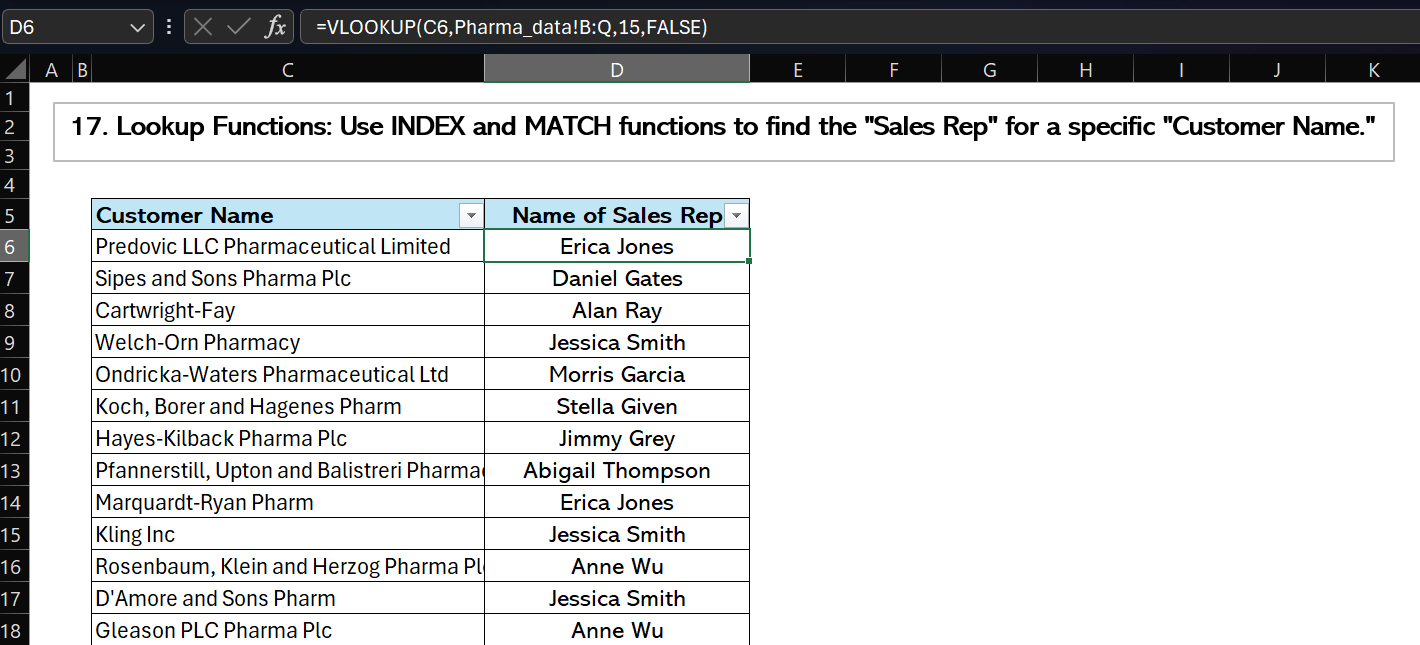 D6 fx =VLOOKUP(C6,Pharma_data!B:Q,15,FALSE)
A B C D E F G H I J K
1
2 17. Lookup Functions: Use INDEX and MATCH functions to find the "Sales Rep" for a specific "Customer Name."
3
4
5 Customer Name Name of Sales Rep
6 Predovic LLC Pharmaceutical Limited Erica Jones
7 Sipes and Sons Pharma Plc Daniel Gates
8 Cartwright-Fay Alan Ray
9 Welch-Orn Pharmacy Jessica Smith
10 Ondricka-Waters Pharmaceutical Ltd Morris Garcia
11 Koch, Borer and Hagenes Pharm Stella Given
12 Hayes-Kilback Pharma Plc Jimmy Grey
13 Pfannerstill, Upton and Balistreri Abigail Thompson
14 Marquardt-Ryan Pharm Erica Jones
15 Kling Inc Jessica Smith
16 Rosenbaum, Klein and Herzog Pharma Anne Wu
17 D'Amore and Sons Pharm Jessica Smith
18 Gleason PLC Pharma Plc Anne Wu